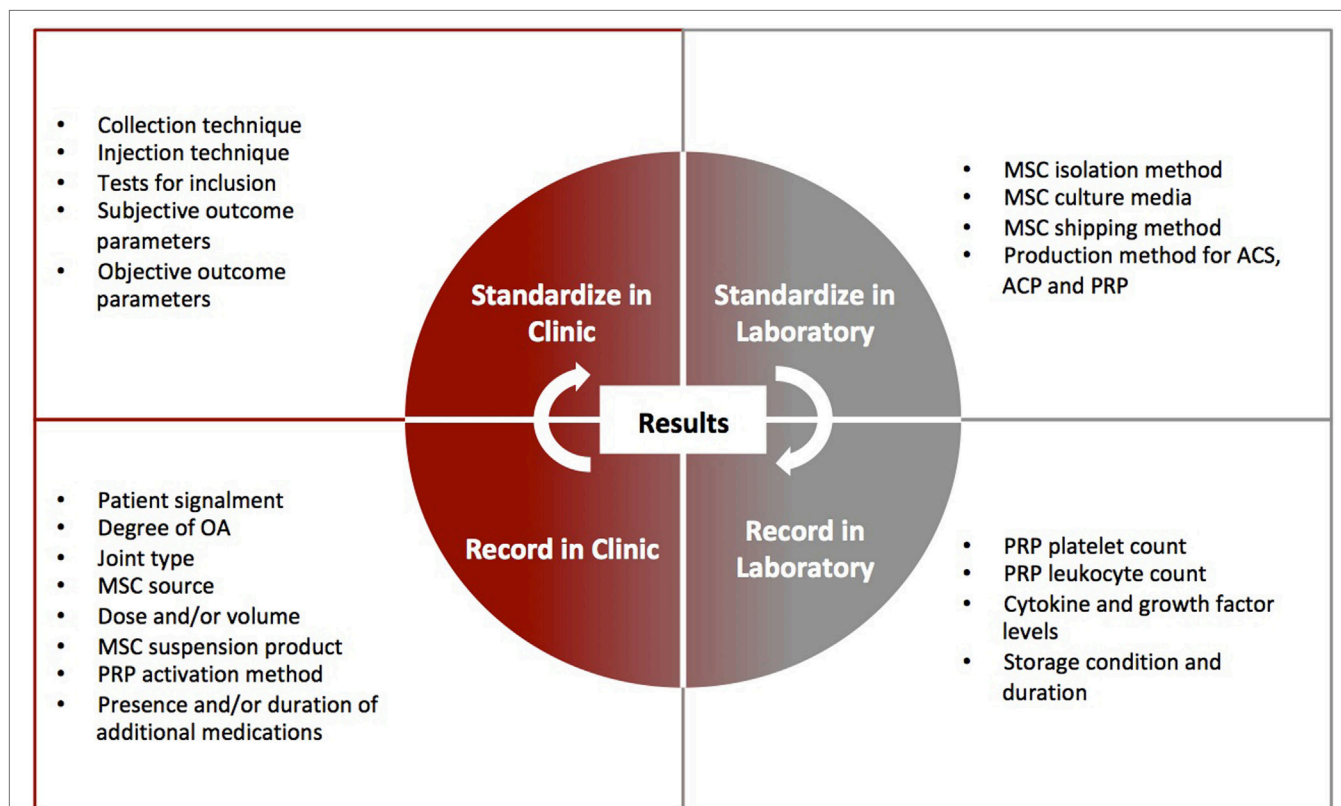 • Collection technique
• Injection technique
• Tests for inclusion
• Subjective outcome
parameters
• Objective outcome
parameters
Standardize in
Clinic
Standardize in
Laboratory
• MSC isolation method
• MSC culture media
• MSC shipping method
• Production method for ACS,
ACP and PRP
Results
• Patient signalment
• Degree of OA
• Joint type
• MSC source
• Dose and/or volume
• MSC suspension product
• PRP activation method
• Presence and/or duration of
additional medications
Record in Clinic
Record in
Laboratory
• PRP platelet count
• PRP leukocyte count
• Cytokine and growth factor
levels
• Storage condition and
duration